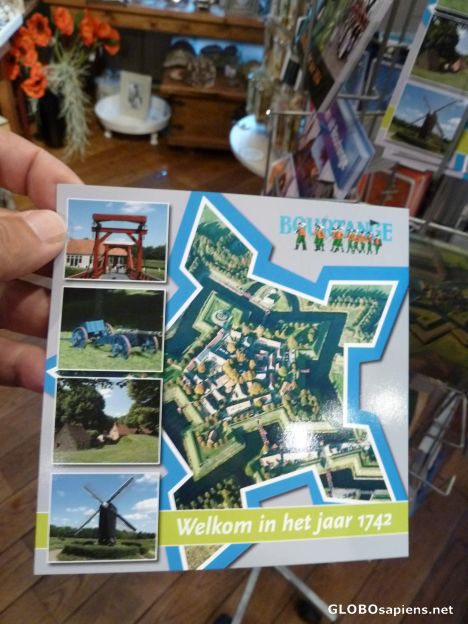 BOURTANGE
Welkom in het jaar 1742
GLOBOsapiens.net